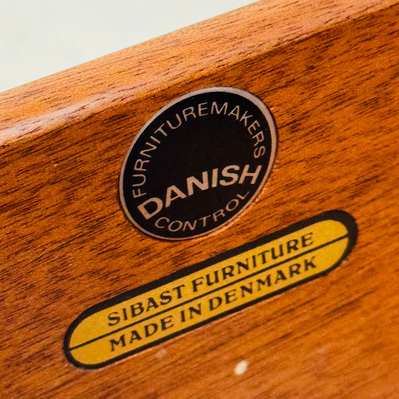 FURNITUREMAKERS
DANISH
CONTROL
SIBAST FURNITURE
MADE IN DENMARK